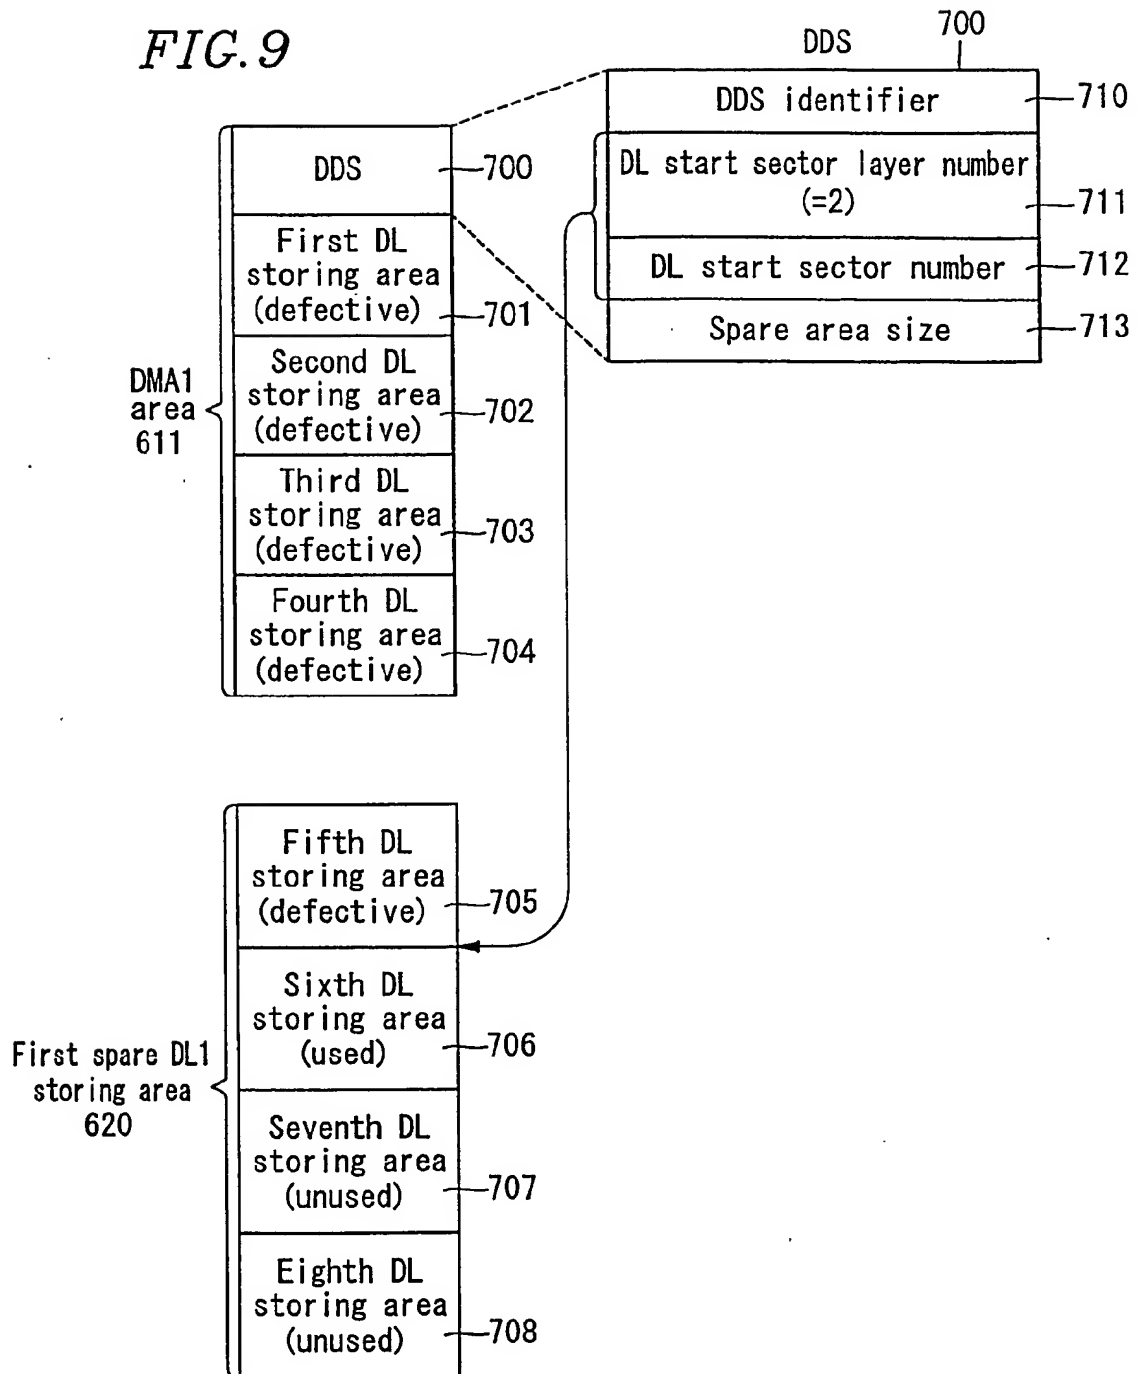 FIG. 9
DDS
700
DDS identifier
710
DL start sector layer number
(=2)
711
DL start sector number
712
Spare area size
713
DDS
700
First DL
storing area
(defective)
701
Second DL
storing area
(defective)
702
Third DL
storing area
(defective)
703
Fourth DL
storing area
(defective)
704
DMA1
area
611
Fifth DL
storing area
(defective)
705
Sixth DL
storing area
(used)
706
Seventh DL
storing area
(unused)
707
Eighth DL
storing area
(unused)
708
First spare DL1
storing area
620